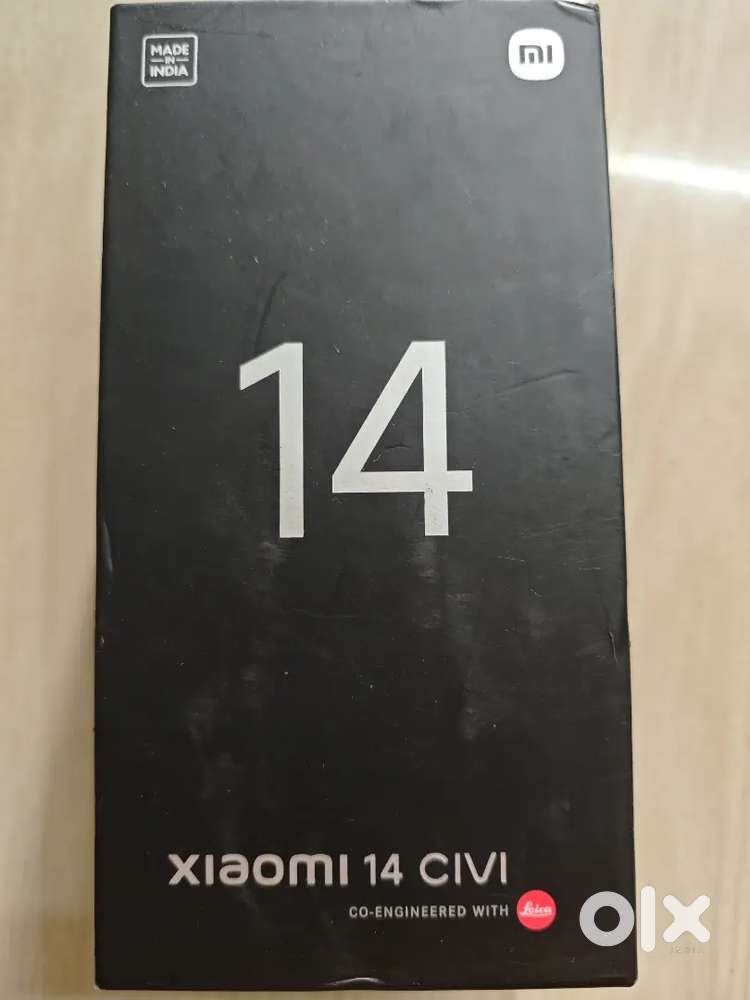 MADE
IN
INDIA
mi
14
xiaomi 14 CIVI
CO-ENGINEERED WITH Leica
olx